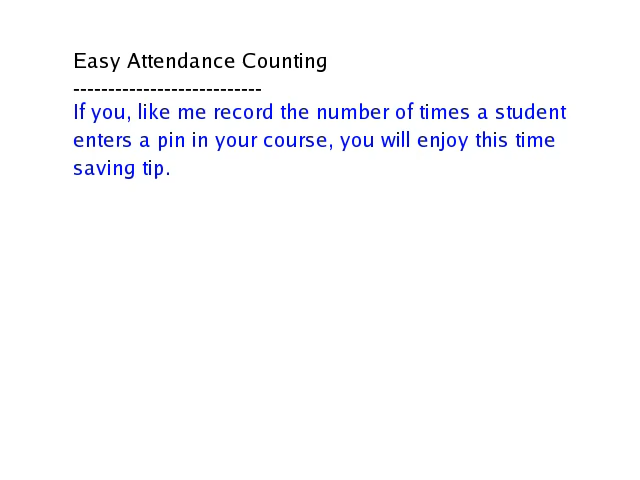 Easy Attendance Counting
---------------------------
If you, like me record the number of times a student
enters a pin in your course, you will enjoy this time
saving tip.